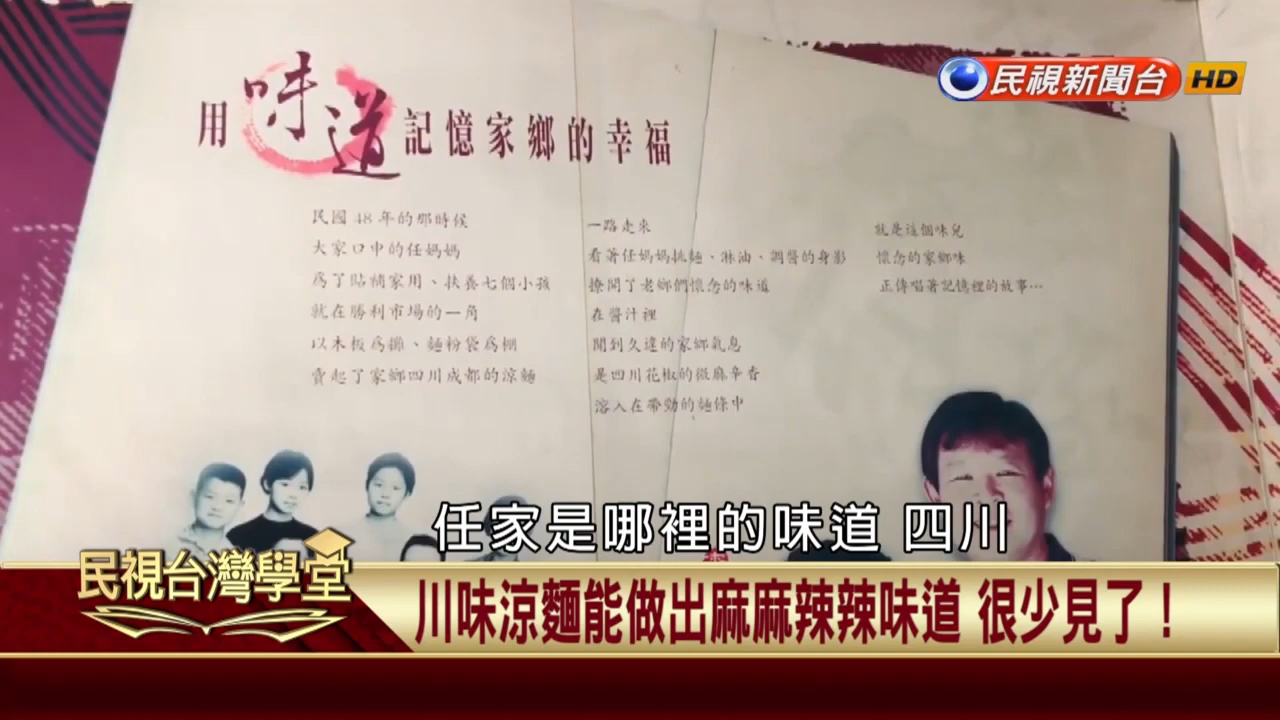 民視新聞台 HD
用味道記憶家鄉的幸福
民國48年的那時候
大家口中的任媽媽
為了貼補家用、扶養七個小孩
就在勝利市場的一角
以木板為攤、麵粉袋為棚
賣起了家鄉四川成都的涼麵
一路走來
看著任媽媽挑麵、淋油、調醬的身影
撩開了老鄉們懷念的味道
在醬汁裡
聞到久違的家鄉氣息
是四川花椒的微麻辛香
溶入在帶勁的麵條中
就是這個味兒
懷念的家鄉味
正傳唱著記憶裡的故事…
任家是哪裡的味道 四川
民視台灣學堂
川味涼麵能做出麻麻辣辣味道 很少見了！